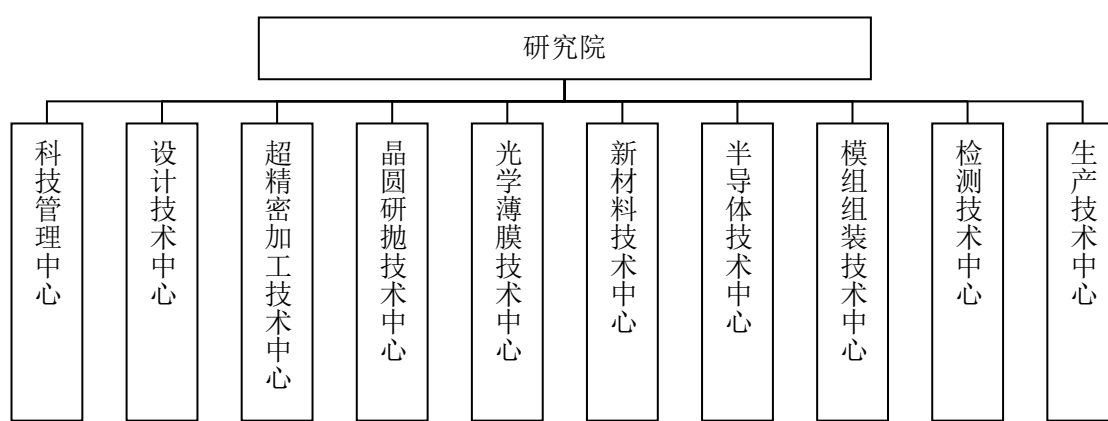 研究院
科技管理中心
设计技术中心
超精密加工技术中心
晶圆研抛技术中心
光学薄膜技术中心
新材料技术中心
半导体技术中心
模组组装技术中心
检测技术中心
生产技术中心